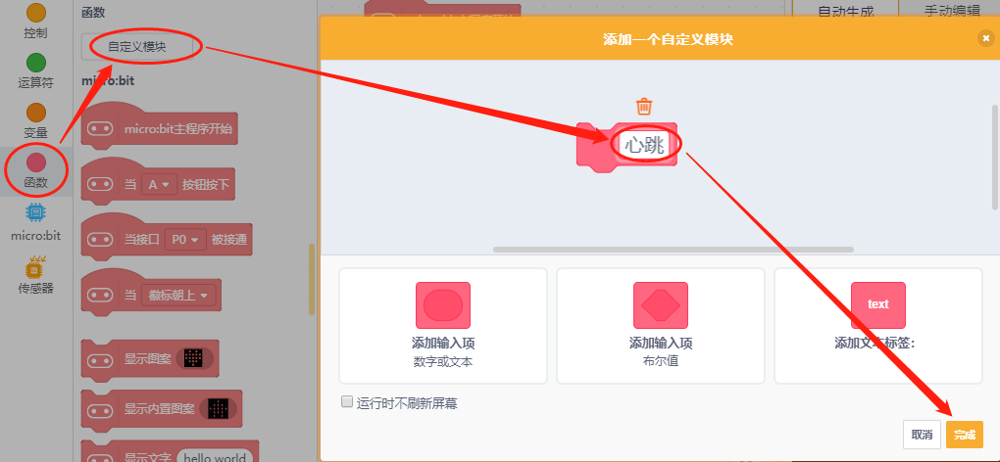 控制
运算符
变量
函数
micro:bit
传感器
函数
自定义模块
micro:bit
micro:bit主程序开始
当 A 按钮按下
当接口 P0 被接通
当 徽标朝上
显示图案
显示内置图案
显示文字 hello world
自动生成
手动编辑
添加一个自定义模块
心跳
添加输入项
数字或文本
添加输入项
布尔值
text
添加文本标签:
运行时不刷新屏幕
取消
完成